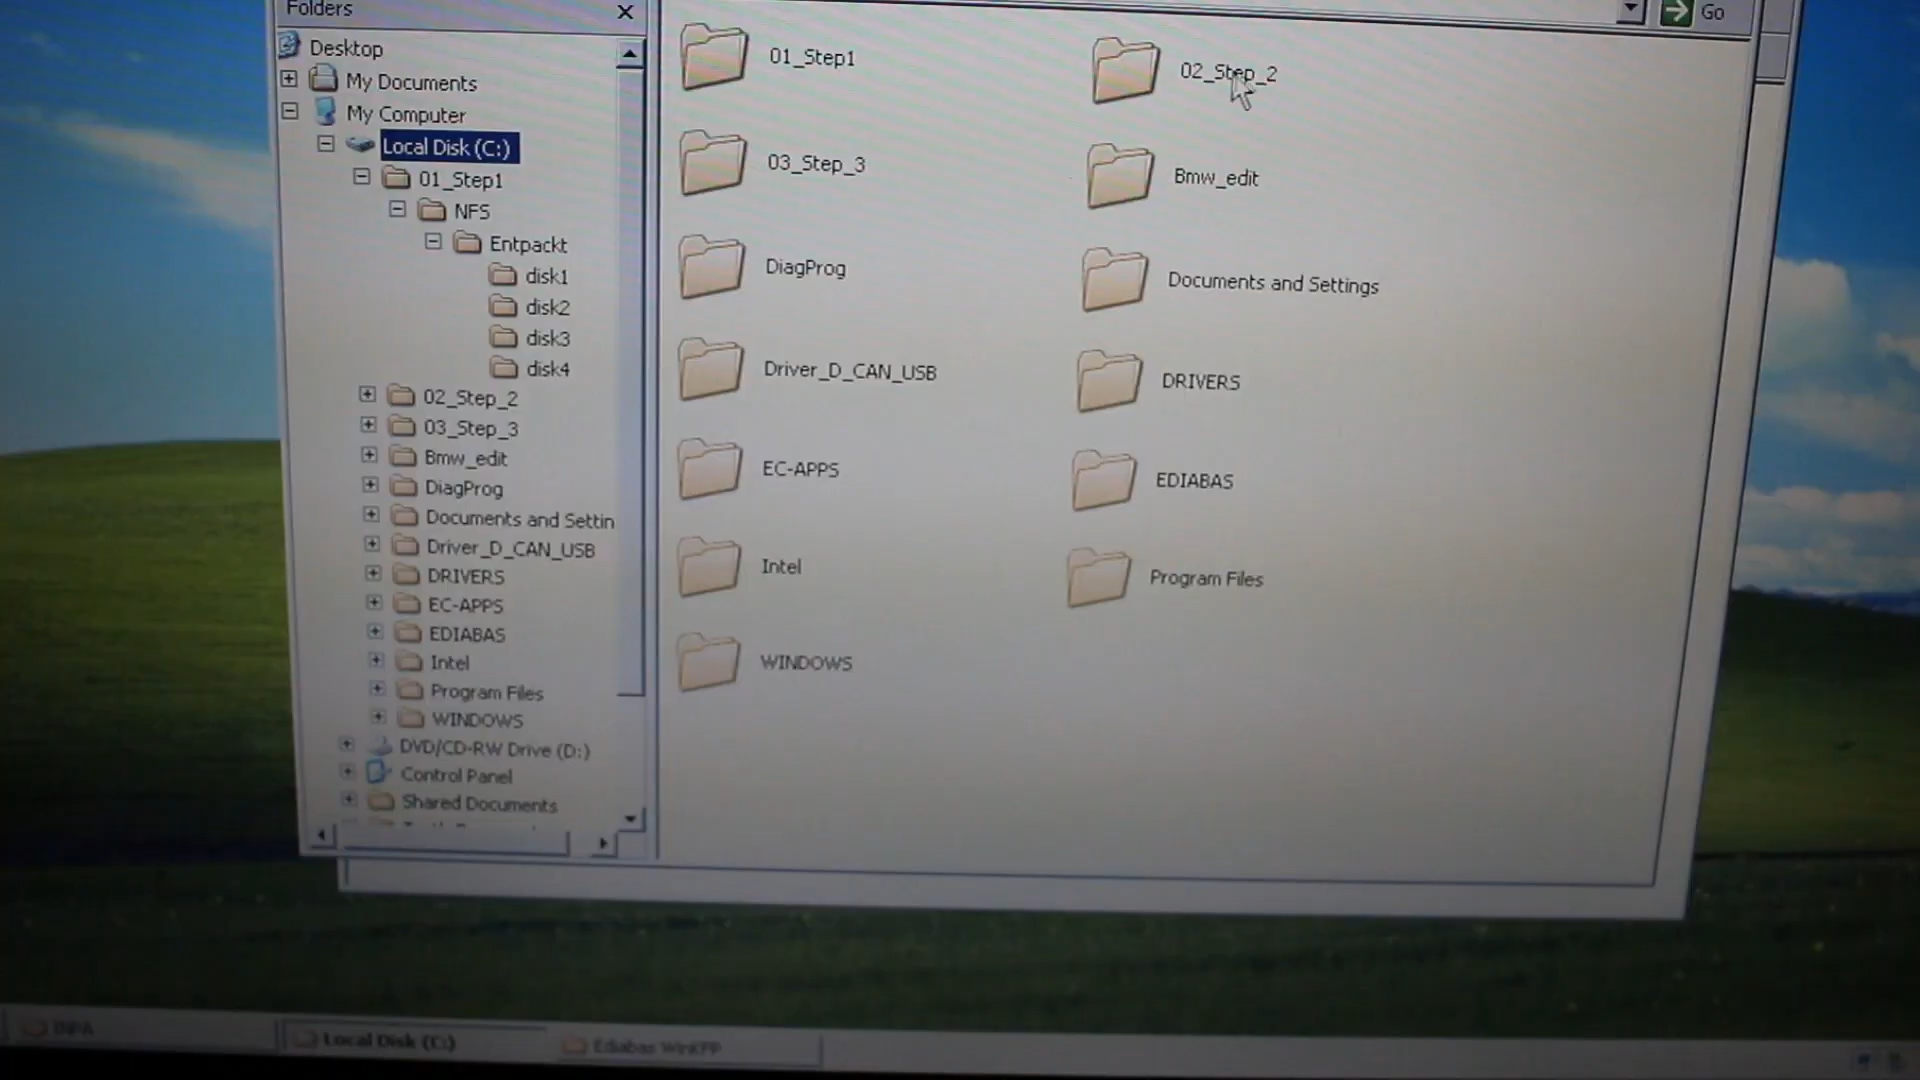 Folders
Go
Desktop
My Documents
My Computer
Local Disk (C:)
01_Step1
NFS
Entpackt
disk1
disk2
disk3
disk4
02_Step_2
03_Step_3
Bmw_edit
DiagProg
Documents and Settin
Driver_D_CAN_USB
DRIVERS
EC-APPS
EDIABAS
Intel
Program Files
WINDOWS
DVD/CD-RW Drive (D:)
Control Panel
Shared Documents
01_Step1
02_Step_2
03_Step_3
Bmw_edit
DiagProg
Documents and Settings
Driver_D_CAN_USB
DRIVERS
EC-APPS
EDIABAS
Intel
Program Files
WINDOWS
INPA
Local Disk (C:)
Ediabas WinKFP